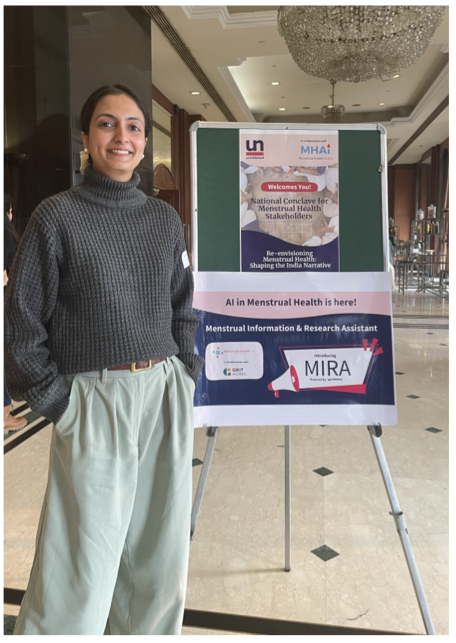 un
MHAi
Welcomes You!
National Conclave for
Menstrual Health
Stakeholders
Re-envisioning
Menstrual Health:
Shaping the India Narrative
AI in Menstrual Health is here!
Menstrual Information & Research Assistant
Introducing
MIRA